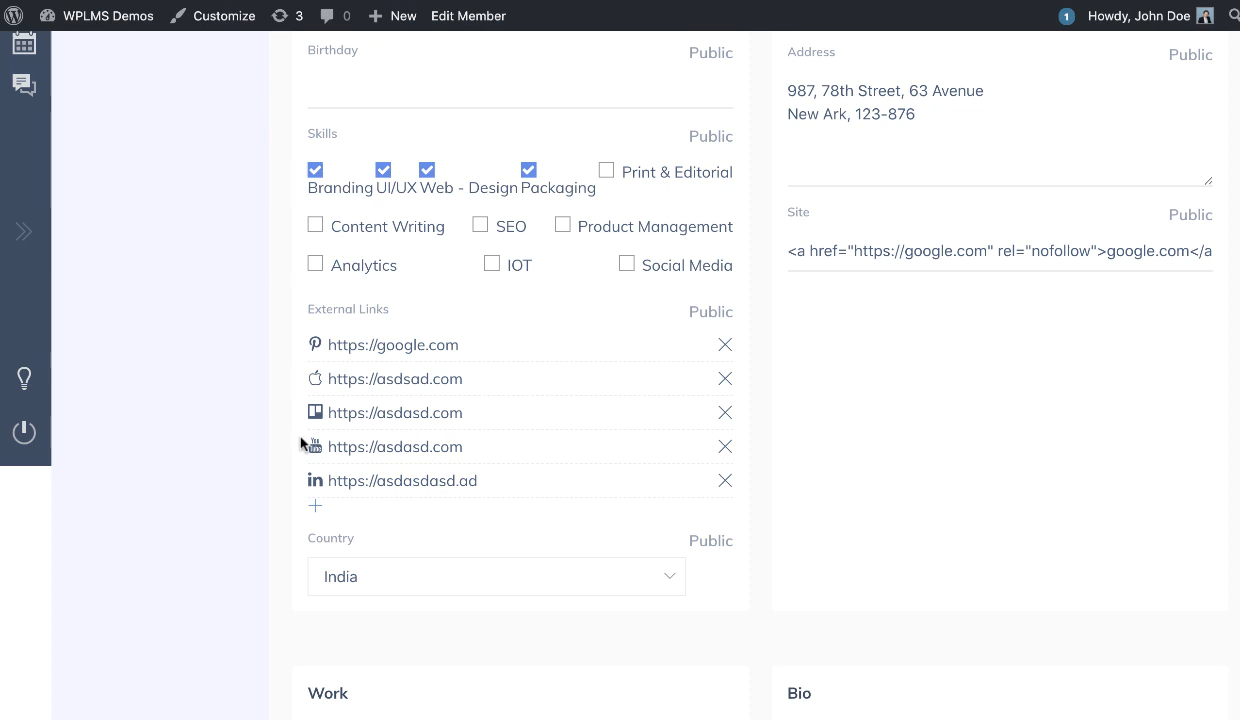 WPLMS Demos Customize 3 0 New Edit Member 1 Howdy, John Doe
Birthday Public
Skills Public
Branding UI/UX Web - Design Packaging Print & Editorial
Content Writing SEO Product Management
Analytics IOT Social Media
External Links Public
https://google.com
https://asdsad.com
https://asdasd.com
https://asdasd.com
https://asdasdasd.ad
Country Public
India
Address Public
987, 78th Street, 63 Avenue
New Ark, 123-876
Site Public
<a href="https://google.com" rel="nofollow">google.com</a
Work
Bio